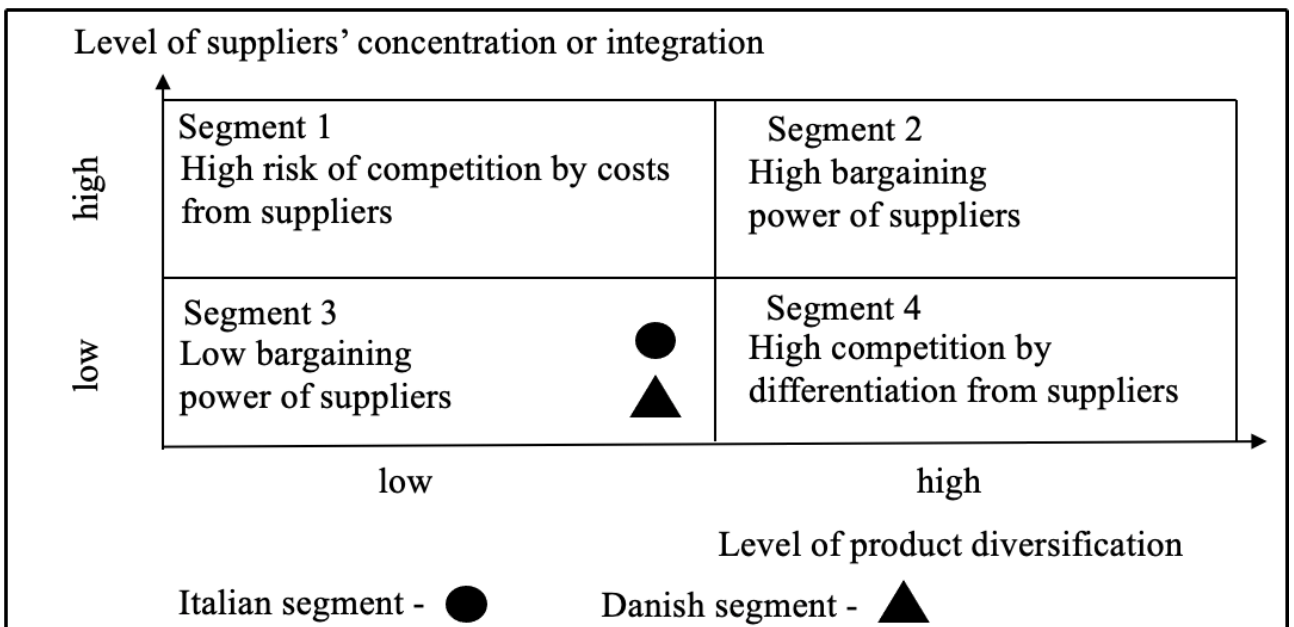 Level of suppliers’ concentration or integration
high
Segment 1
High risk of competition by costs
from suppliers
Segment 2
High bargaining
power of suppliers
low
Segment 3
Low bargaining
power of suppliers
Segment 4
High competition by
differentiation from suppliers
low
high
Level of product diversification
Italian segment -
Danish segment -